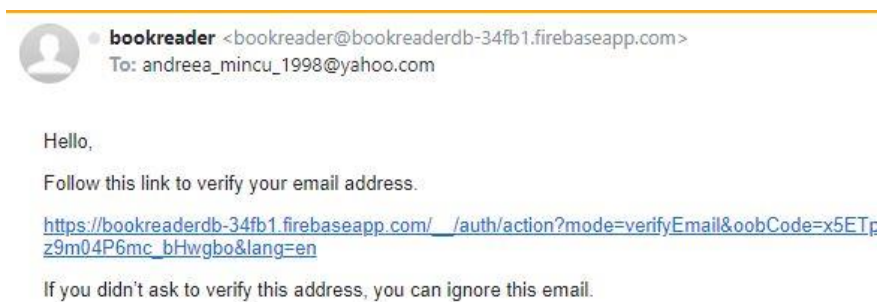 bookreader <bookreader@bookreaderdb-34fb1.firebaseapp.com>
To: andreea_mincu_1998@yahoo.com
Hello,
Follow this link to verify your email address.
https://bookreaderdb-34fb1.firebaseapp.com/__/auth/action?mode=verifyEmail&oobCode=x5ETp
z9m04P6mc_bHwgbo&lang=en
If you didn’t ask to verify this address, you can ignore this email.